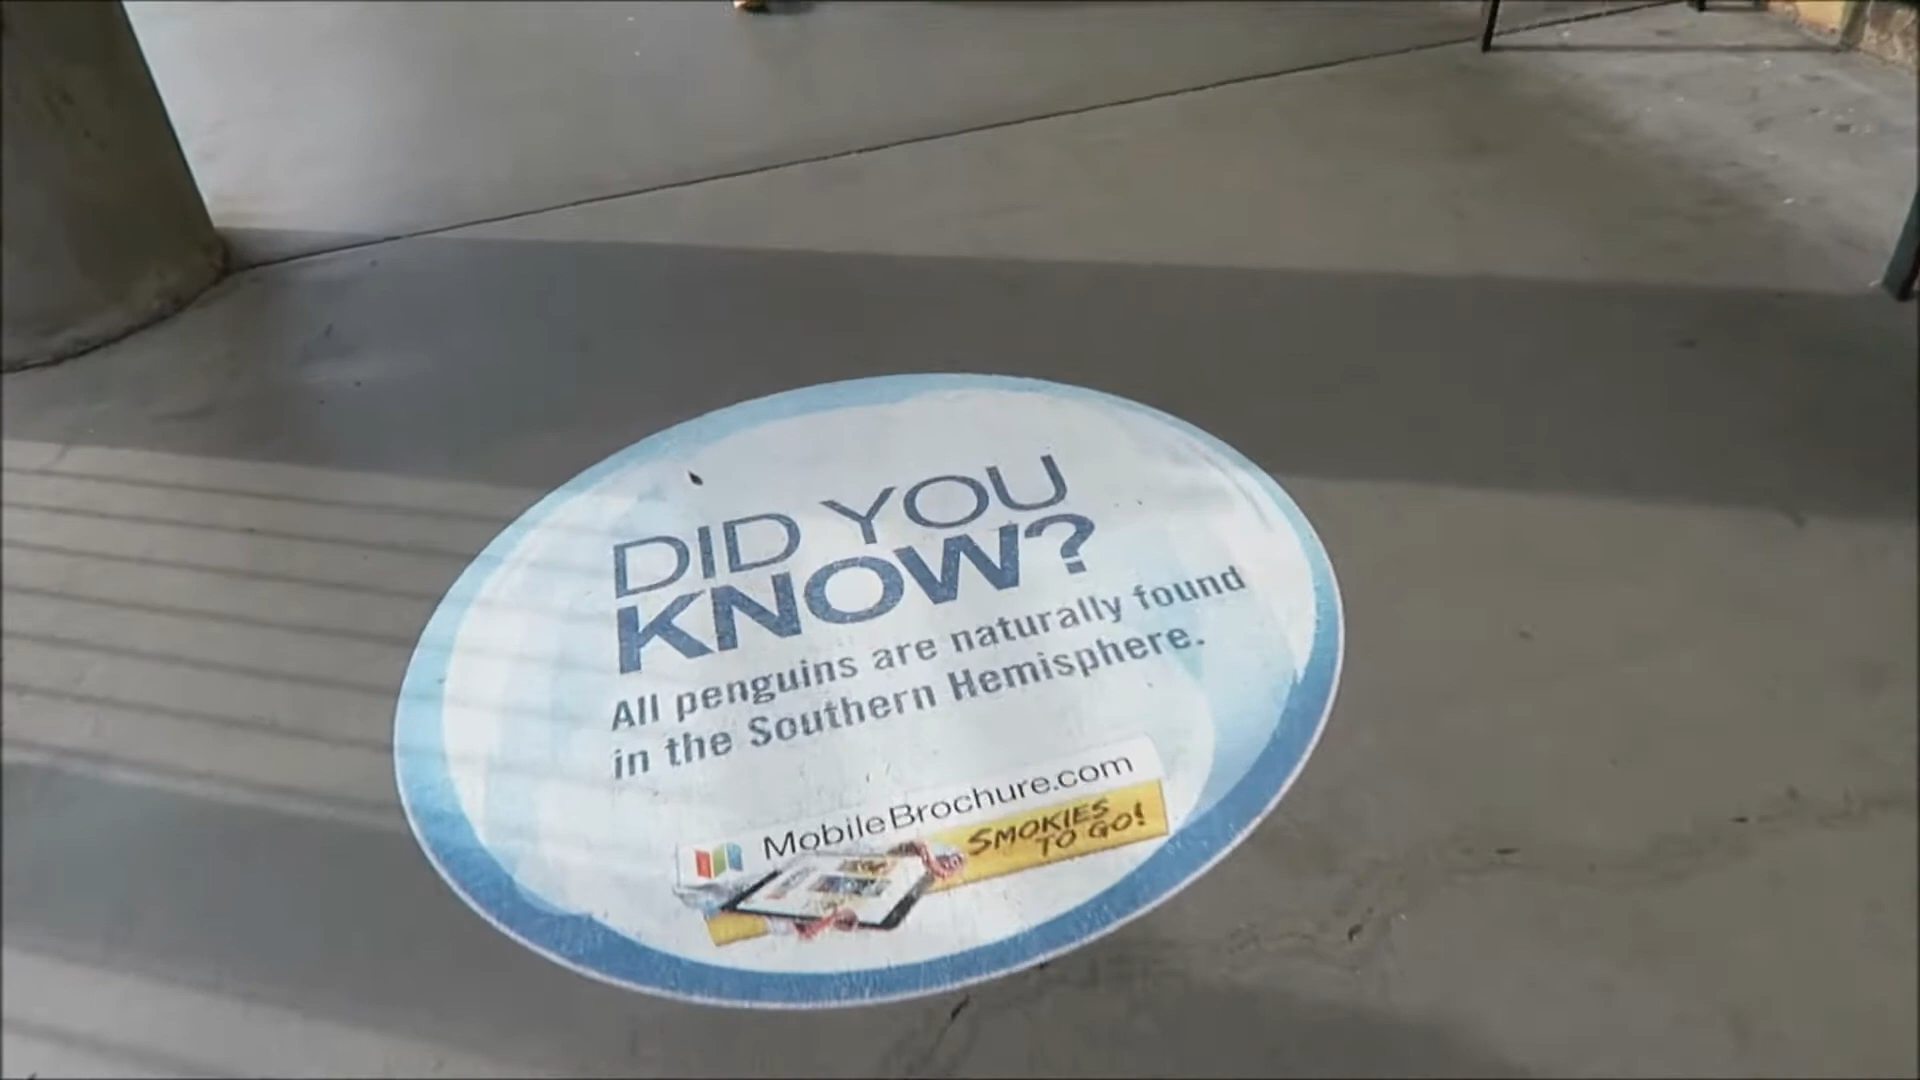 DID YOU
KNOW?
All penguins are naturally found
in the Southern Hemisphere.
MobileBrochure.com
SMOKIES
TO GO!